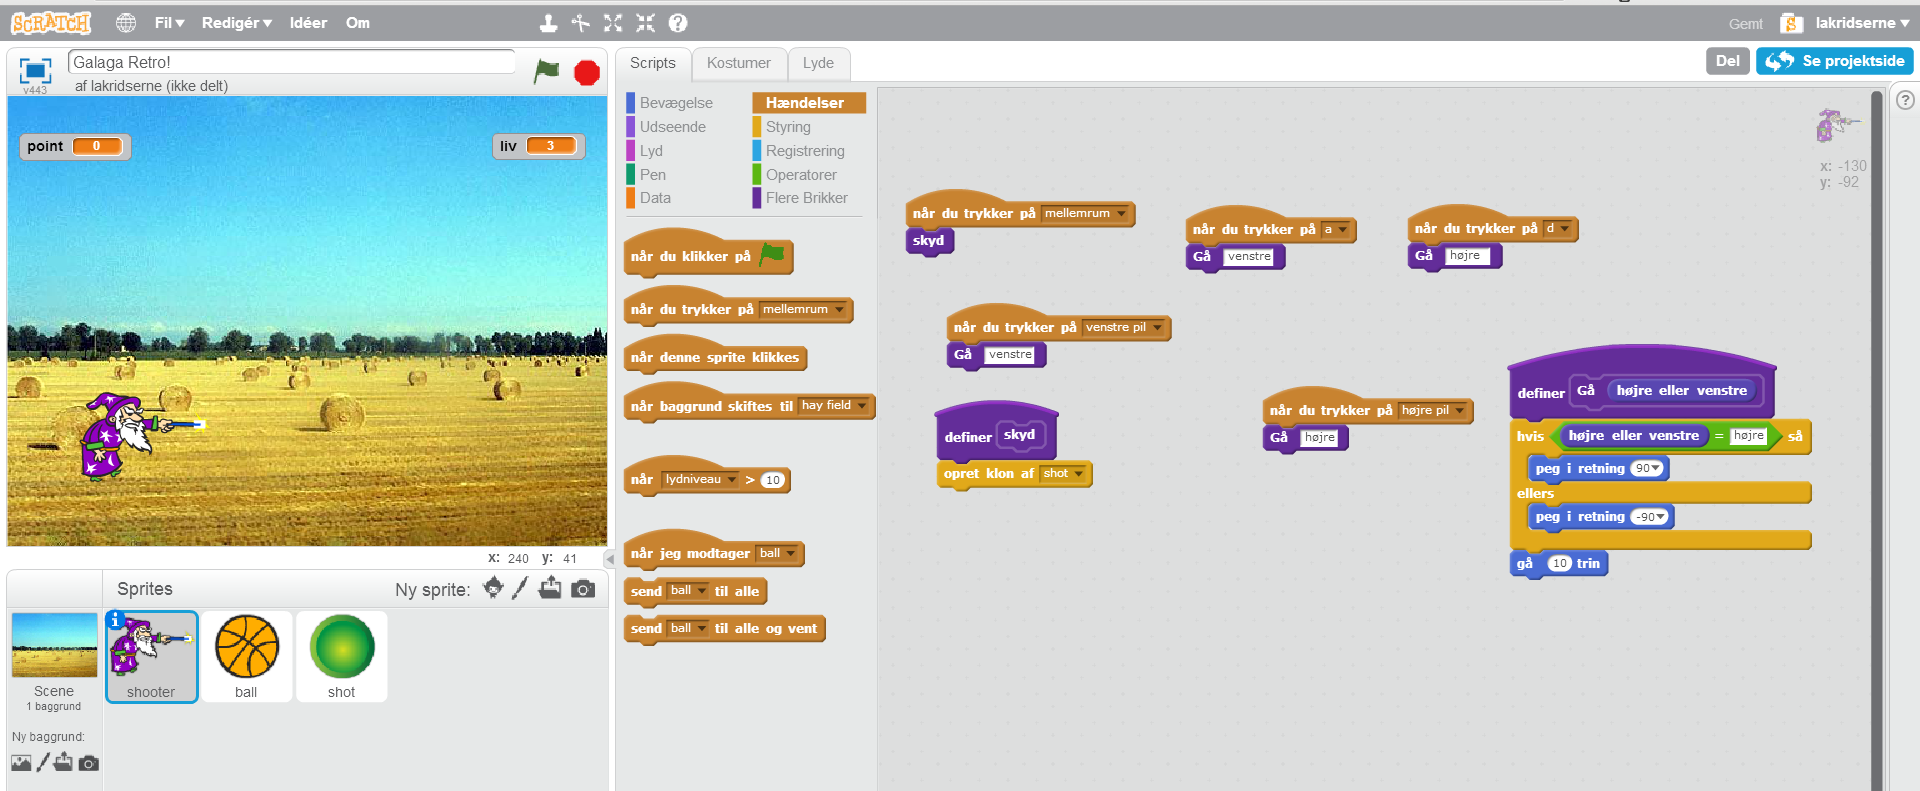 SCRATCH
Fil Redigér Idéer Om
Gemt lakridserne
v443
Galaga Retro!
af lakridserne (ikke delt)
Scripts Kostumer Lyde
Del Se projektside
point 0
liv 3
Bevægelse
Udseende
Lyd
Pen
Data
Hændelser
Styring
Registrering
Operatorer
Flere Brikker
når du klikker på
når du trykker på mellemrum
når denne sprite klikkes
når baggrund skiftes til hay field
når lydniveau > 10
når jeg modtager ball
send ball til alle
send ball til alle og vent
x: -130
y: -92
når du trykker på mellemrum
skyd
når du trykker på a
Gå venstre
når du trykker på d
Gå højre
når du trykker på venstre pil
Gå venstre
definer skyd
opret klon af shot
når du trykker på højre pil
Gå højre
definer Gå højre eller venstre
hvis højre eller venstre = højre så
peg i retning 90
ellers
peg i retning -90
gå 10 trin
x: 240 y: 41
Sprites Ny sprite:
Scene
1 baggrund
Ny baggrund:
shooter
ball
shot